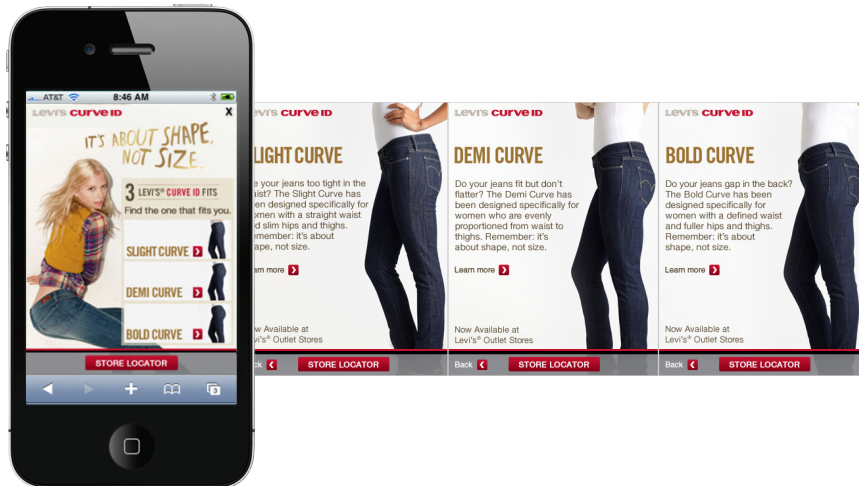 AT&T 8:46 AM
Levi's CURVE ID X
IT'S ABOUT SHAPE,
NOT SIZE.
3 LEVI'S® CURVE ID FITS
Find the one that fits you.
SLIGHT CURVE
DEMI CURVE
BOLD CURVE
STORE LOCATOR
3
evi's CURVE ID
LIGHT CURVE
e your jeans too tight in the
ist? The Slight Curve has
en designed specifically for
omen with a straight waist
d slim hips and thighs.
emember: it's about
ape, not size.
arn more
w Available at
vi's® Outlet Stores
ck
STORE LOCATOR
Levi's CURVE ID
DEMI CURVE
Do your jeans fit but don't
flatter? The Demi Curve has
been designed specifically for
women who are evenly
proportioned from waist to
thighs. Remember: it's
about shape, not size.
Learn more
Now Available at
Levi's® Outlet Stores
Back
STORE LOCATOR
Levi's CURVE ID
BOLD CURVE
Do your jeans gap in the back?
The Bold Curve has been
designed specifically for
women with a defined waist
and fuller hips and thighs.
Remember: it's about
shape, not size.
Learn more
Now Available at
Levi's® Outlet Stores
Back
STORE LOCATOR